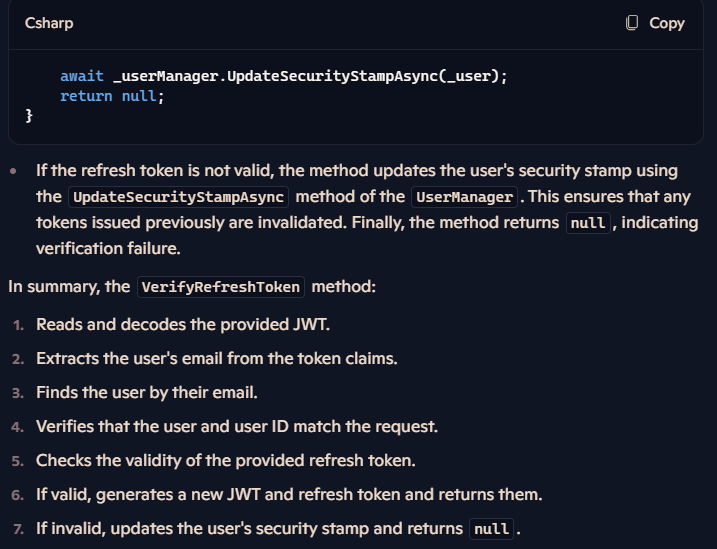 Csharp
Copy
await _userManager.UpdateSecurityStampAsync(_user);
return null;
}
• If the refresh token is not valid, the method updates the user's security stamp using
the UpdateSecurityStampAsync method of the UserManager. This ensures that any
tokens issued previously are invalidated. Finally, the method returns null, indicating
verification failure.
In summary, the VerifyRefreshToken method:
1. Reads and decodes the provided JWT.
2. Extracts the user's email from the token claims.
3. Finds the user by their email.
4. Verifies that the user and user ID match the request.
5. Checks the validity of the provided refresh token.
6. If valid, generates a new JWT and refresh token and returns them.
7. If invalid, updates the user's security stamp and returns null.